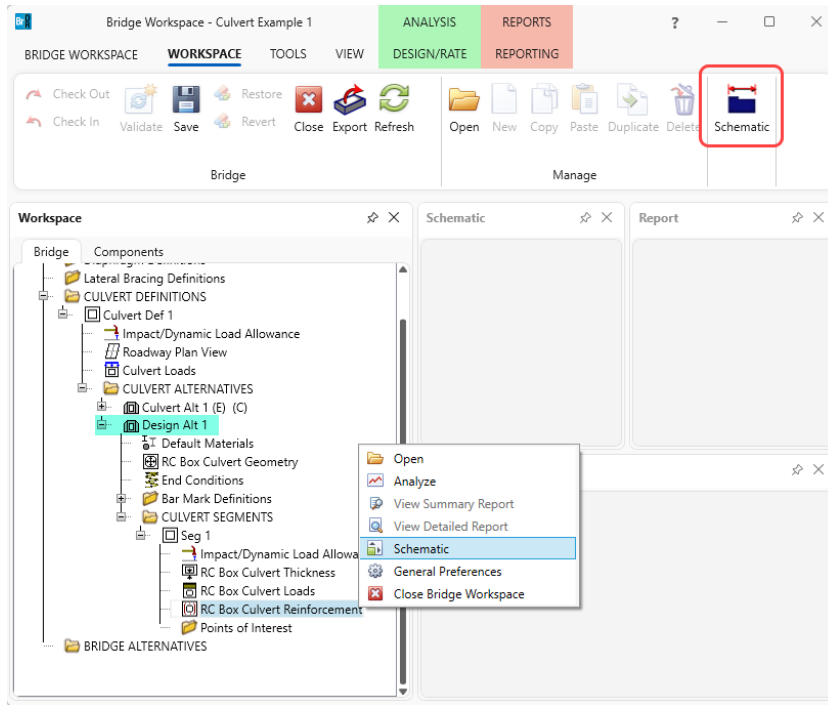 Br
Bridge Workspace - Culvert Example 1
ANALYSIS
REPORTS
?
BRIDGE WORKSPACE
WORKSPACE
TOOLS
VIEW
DESIGN/RATE
REPORTING
Check Out
Check In
Validate
Save
Restore
Revert
Close
Export
Refresh
Open
New
Copy
Paste
Duplicate
Delete
Schematic
Bridge
Manage
Workspace
Schematic
Report
Bridge
Components
Diaphragm Definitions
Lateral Bracing Definitions
CULVERT DEFINITIONS
Culvert Def 1
Impact/Dynamic Load Allowance
Roadway Plan View
Culvert Loads
CULVERT ALTERNATIVES
Culvert Alt 1 (E) (C)
Design Alt 1
Default Materials
RC Box Culvert Geometry
End Conditions
Bar Mark Definitions
CULVERT SEGMENTS
Seg 1
Impact/Dynamic Load Allowa
RC Box Culvert Thickness
RC Box Culvert Loads
RC Box Culvert Reinforcement
Points of Interest
BRIDGE ALTERNATIVES
Open
Analyze
View Summary Report
View Detailed Report
Schematic
General Preferences
Close Bridge Workspace